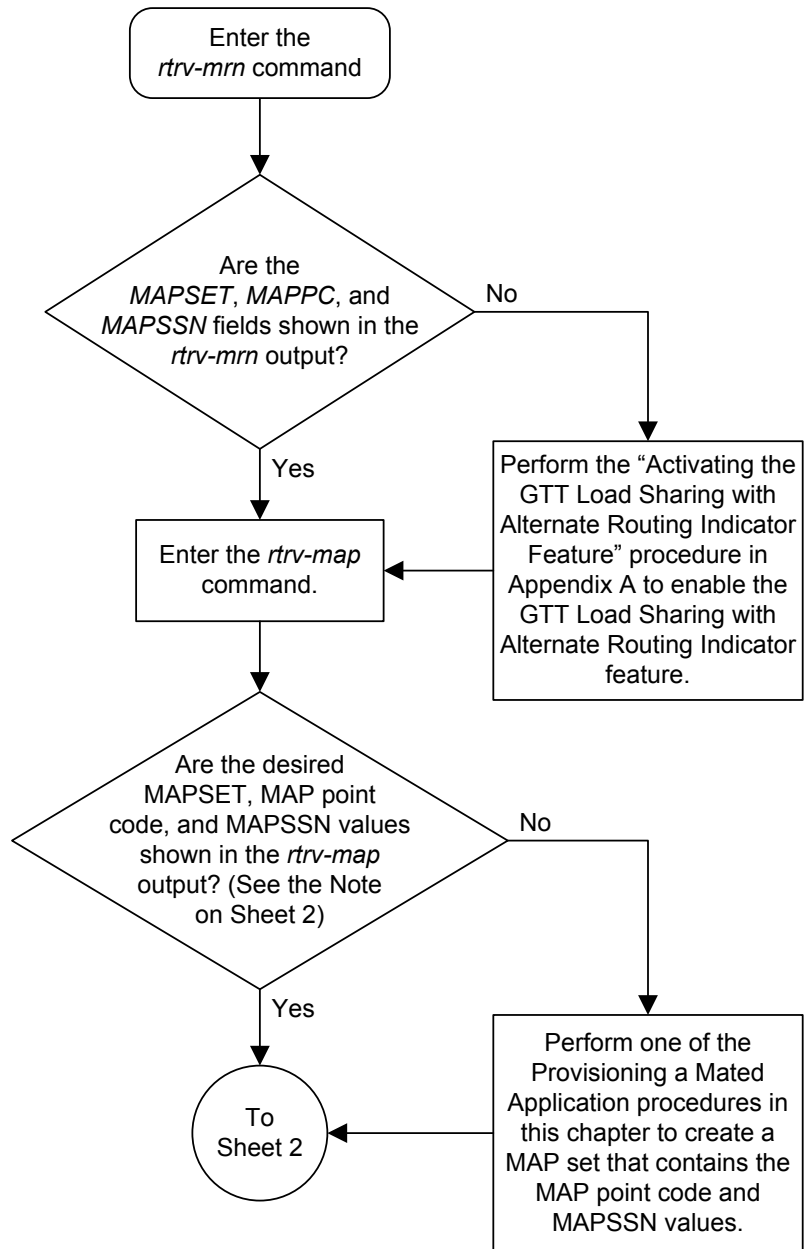 Enter the
rtrv-mrn command
Are the
MAPSET, MAPPC, and
MAPSSN fields shown in the
rtrv-mrn output?
No
Yes
Perform the “Activating the
GTT Load Sharing with
Alternate Routing Indicator
Feature” procedure in
Appendix A to enable the
GTT Load Sharing with
Alternate Routing Indicator
feature.
Enter the rtrv-map
command.
Are the desired
MAPSET, MAP point
code, and MAPSSN values
shown in the rtrv-map
output? (See the Note
on Sheet 2)
No
Yes
Perform one of the
Provisioning a Mated
Application procedures in
this chapter to create a
MAP set that contains the
MAP point code and
MAPSSN values.
To
Sheet 2